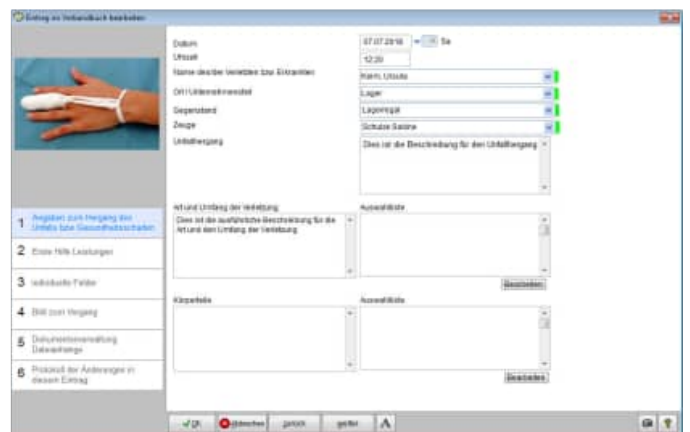 Eintrag im Verbandbuch bearbeiten
Datum
07.07.2018
Sa
Uhrzeit
12:20
Name des/der Verletzten bzw. Erkrankten
Kern, Ursula
Ort / Unternehmensteil
Lager
Gegenstand
Lagerregal
Zeuge
Schulze Sabine
Unfallhergang
Dies ist die Beschreibung für den Unfallhergang
Art und Umfang der Verletzung
Dies ist die ausführliche Beschreibung für die
Art und den Umfang der Verletzung
Auswahlliste
Bearbeiten
Körperteile
Auswahlliste
Bearbeiten
1 Angaben zum Hergang des
Unfalls bzw. Gesundheitsschaden
2 Erste Hilfe Leistungen
3 Individuelle Felder
4 Bild zum Hergang
5 Dokumentenverwaltung
Dateianhänge
6 Protokoll der Änderungen in
diesem Eintrag
OK
Abbrechen
zurück
weiter
A